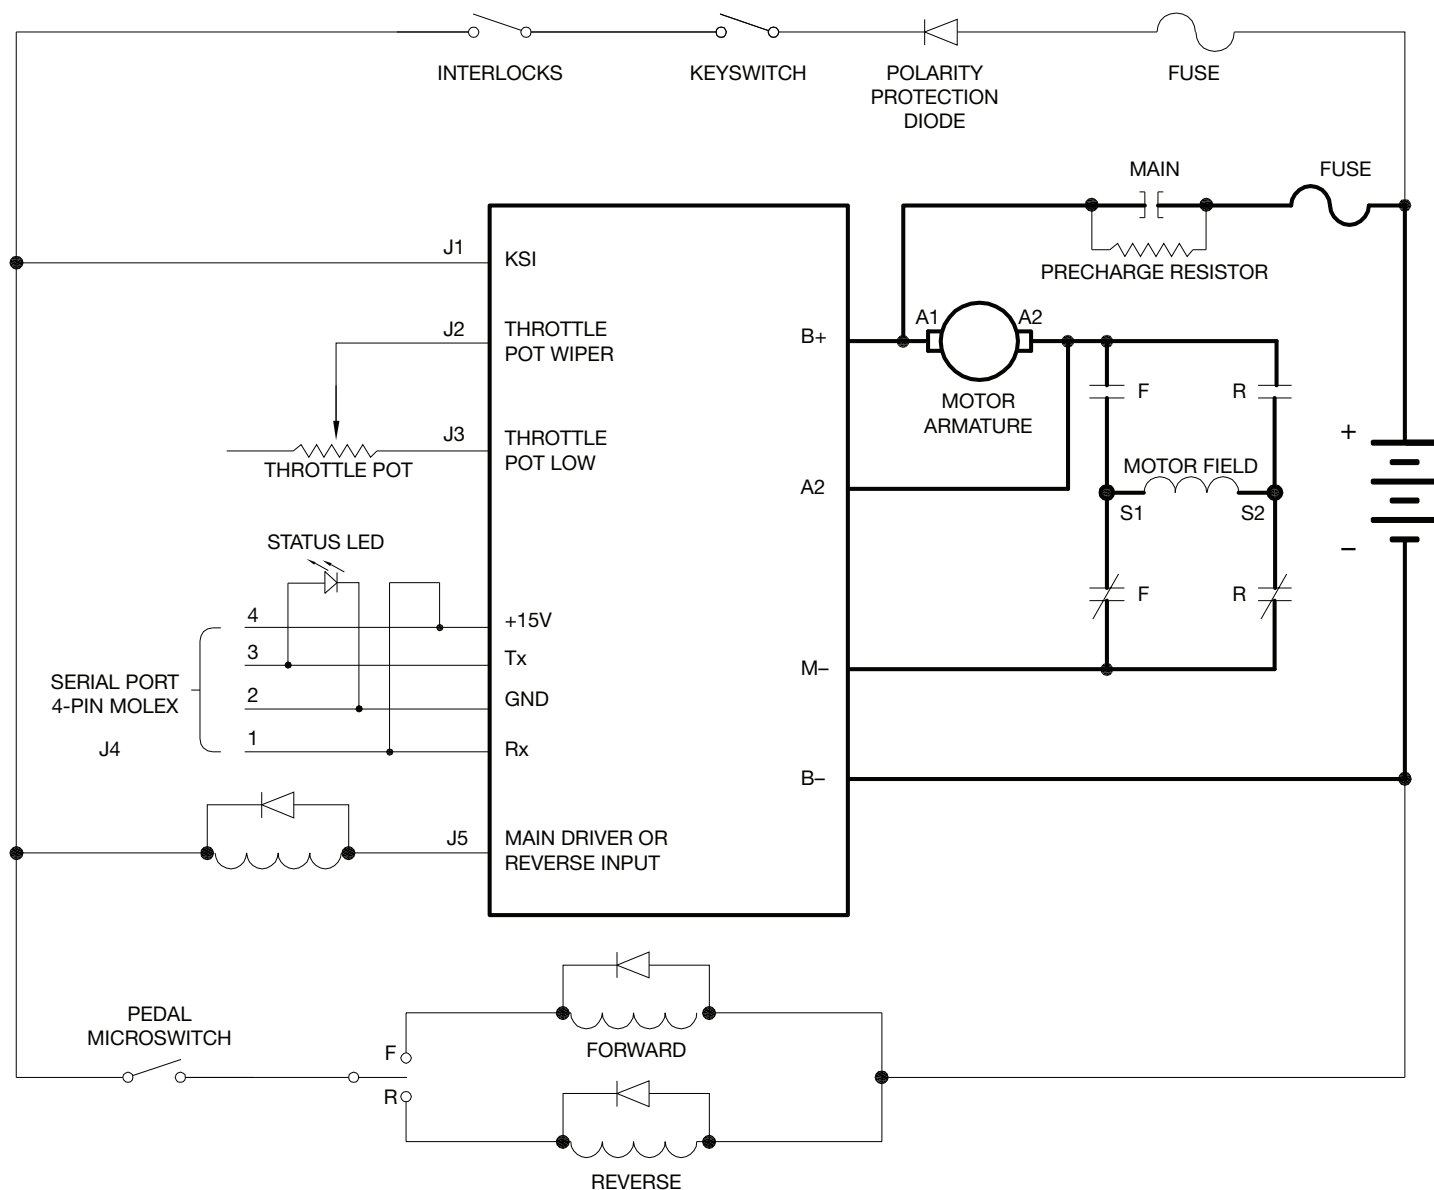 INTERLOCKS
KEYSWITCH
POLARITY
PROTECTION
DIODE
FUSE
MAIN
FUSE
PRECHARGE RESISTOR
J1
KSI
J2
THROTTLE
POT WIPER
J3
THROTTLE
POT LOW
THROTTLE POT
B+
A1
A2
MOTOR
ARMATURE
F
R
+
–
A2
MOTOR FIELD
S1
S2
STATUS LED
4
+15V
3
Tx
2
GND
1
Rx
SERIAL PORT
4-PIN MOLEX
J4
F
R
M–
B–
J5
MAIN DRIVER OR
REVERSE INPUT
PEDAL
MICROSWITCH
F
R
FORWARD
REVERSE